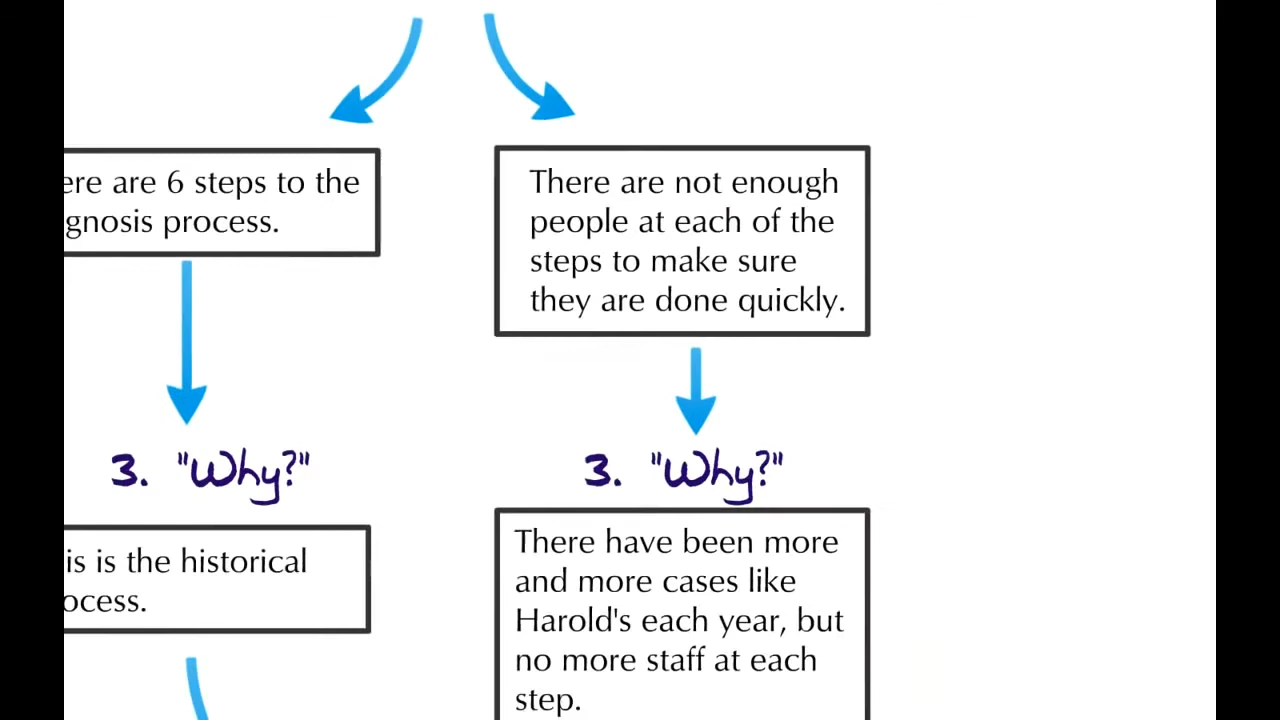 ere are 6 steps to the
gnosis process.
There are not enough
people at each of the
steps to make sure
they are done quickly.
3. "Why?"
3. "Why?"
is is the historical
ocess.
There have been more
and more cases like
Harold's each year, but
no more staff at each
step.